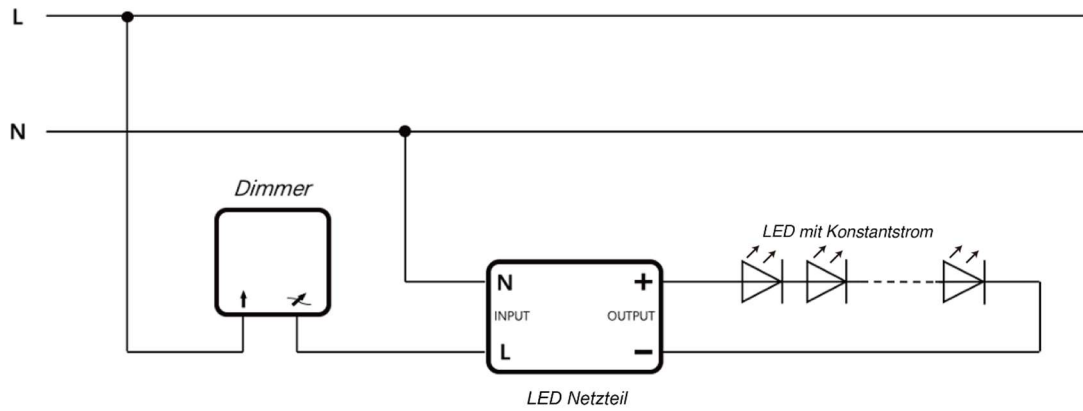 L
N
Dimmer
LED mit Konstantstrom
N +
INPUT OUTPUT
L −
LED Netzteil